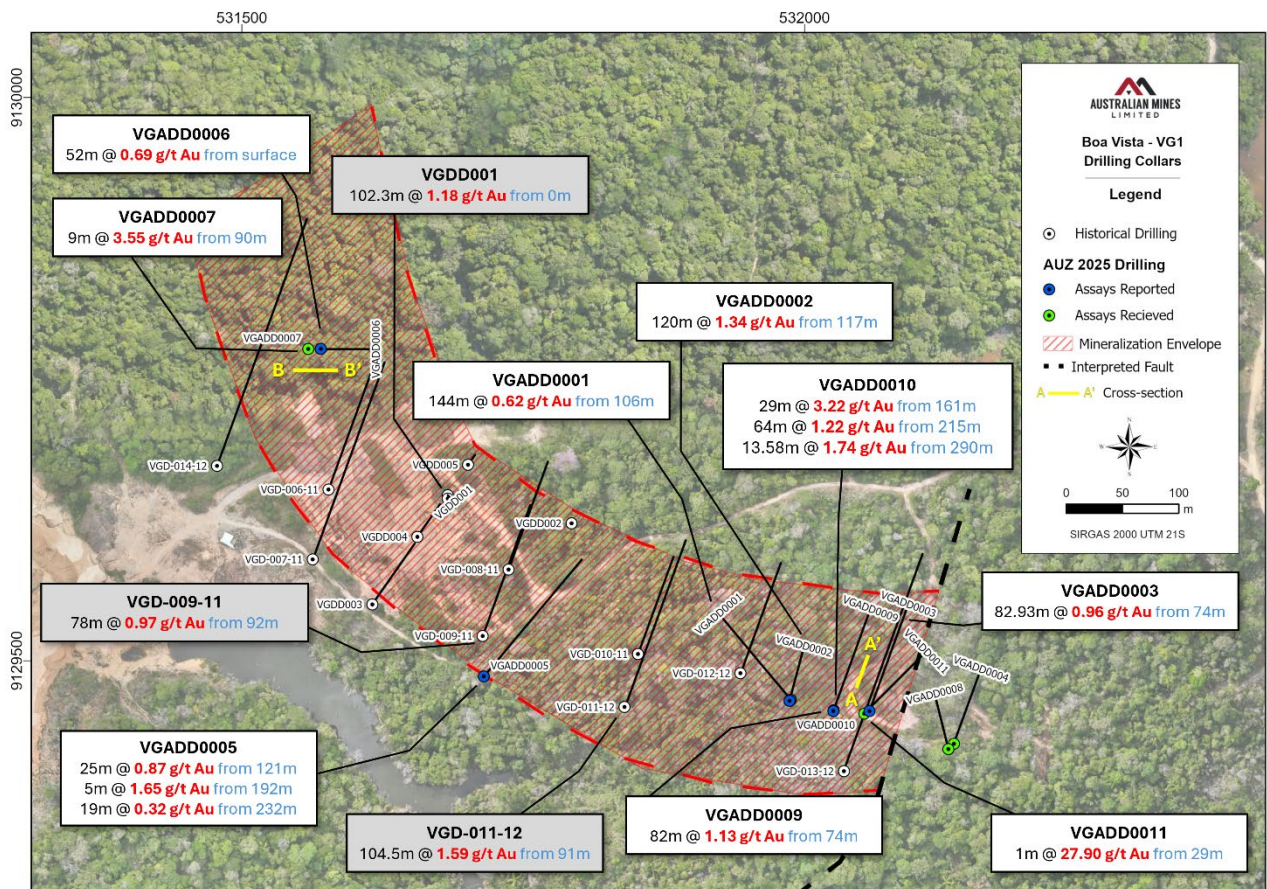 531500
532000
9130000
9129500
VGADD0006
52m @ 0.69 g/t Au from surface
VGDD001
102.3m @ 1.18 g/t Au from 0m
VGADD0007
9m @ 3.55 g/t Au from 90m
VGADD0002
120m @ 1.34 g/t Au from 117m
VGADD0001
144m @ 0.62 g/t Au from 106m
VGADD0010
29m @ 3.22 g/t Au from 161m
64m @ 1.22 g/t Au from 215m
13.58m @ 1.74 g/t Au from 290m
AUSTRALIAN MINES
LIMITED
Boa Vista - VG1
Drilling Collars
Legend
Historical Drilling
AUZ 2025 Drilling
Assays Reported
Assays Recieved
Mineralization Envelope
Interpreted Fault
A A' Cross-section
N
W E
S
0 50 100
m
SIRGAS 2000 UTM 21S
VGADD0007
VGADD0006
B B'
VGD-014-12
VGD-006-11
VGDD005
VGDD001
VGDD004
VGDD002
VGD-007-11
VGD-008-11
VGDD003
VGD-009-11
VGADD0005
VGD-010-11
VGD-011-12
VGD-012-12
VGADD0001
VGADD0002
VGADD0009
VGADD0003
A'
A
VGADD0010
VGADD0011
VGADD0008
VGADD0004
VGD-013-12
VGD-009-11
78m @ 0.97 g/t Au from 92m
VGADD0003
82.93m @ 0.96 g/t Au from 74m
VGADD0005
25m @ 0.87 g/t Au from 121m
5m @ 1.65 g/t Au from 192m
19m @ 0.32 g/t Au from 232m
VGD-011-12
104.5m @ 1.59 g/t Au from 91m
VGADD0009
82m @ 1.13 g/t Au from 74m
VGADD0011
1m @ 27.90 g/t Au from 29m